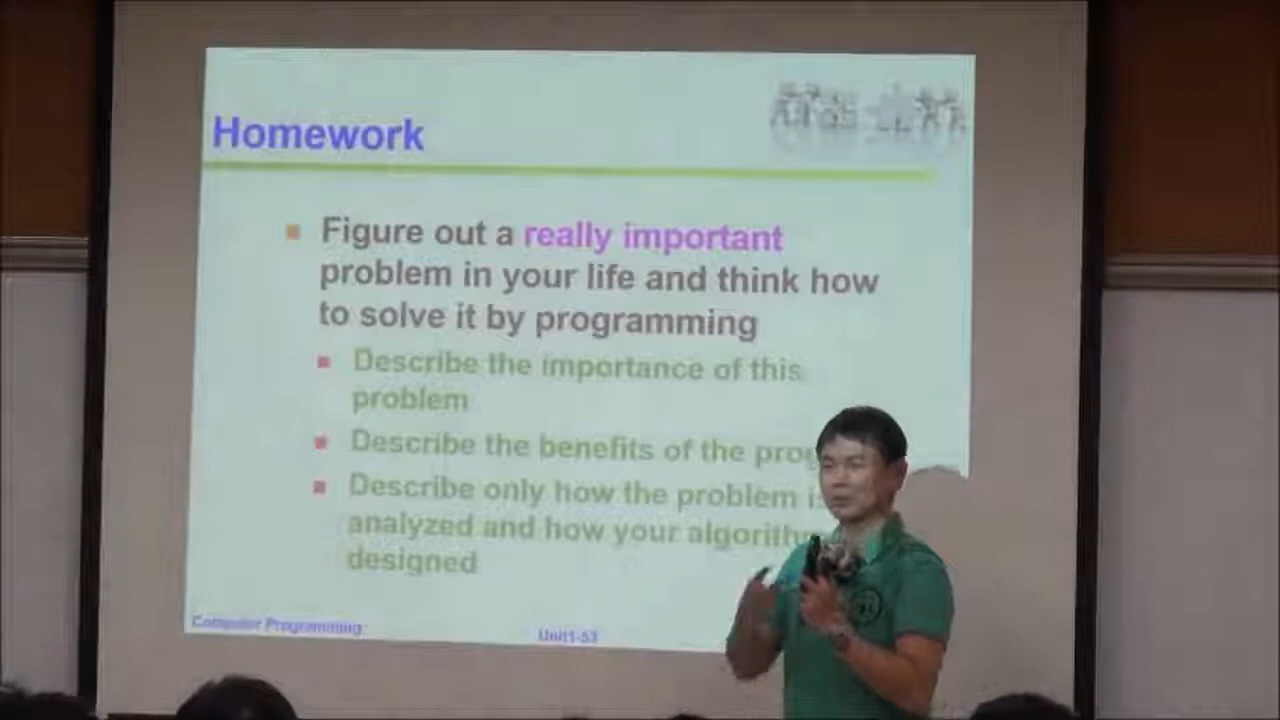 Homework
Figure out a really important
problem in your life and think how
to solve it by programming
Describe the importance of this
problem
Describe the benefits of the
Describe only how the problem
analyzed and how your
designed
Computer Programming
Unit1-53